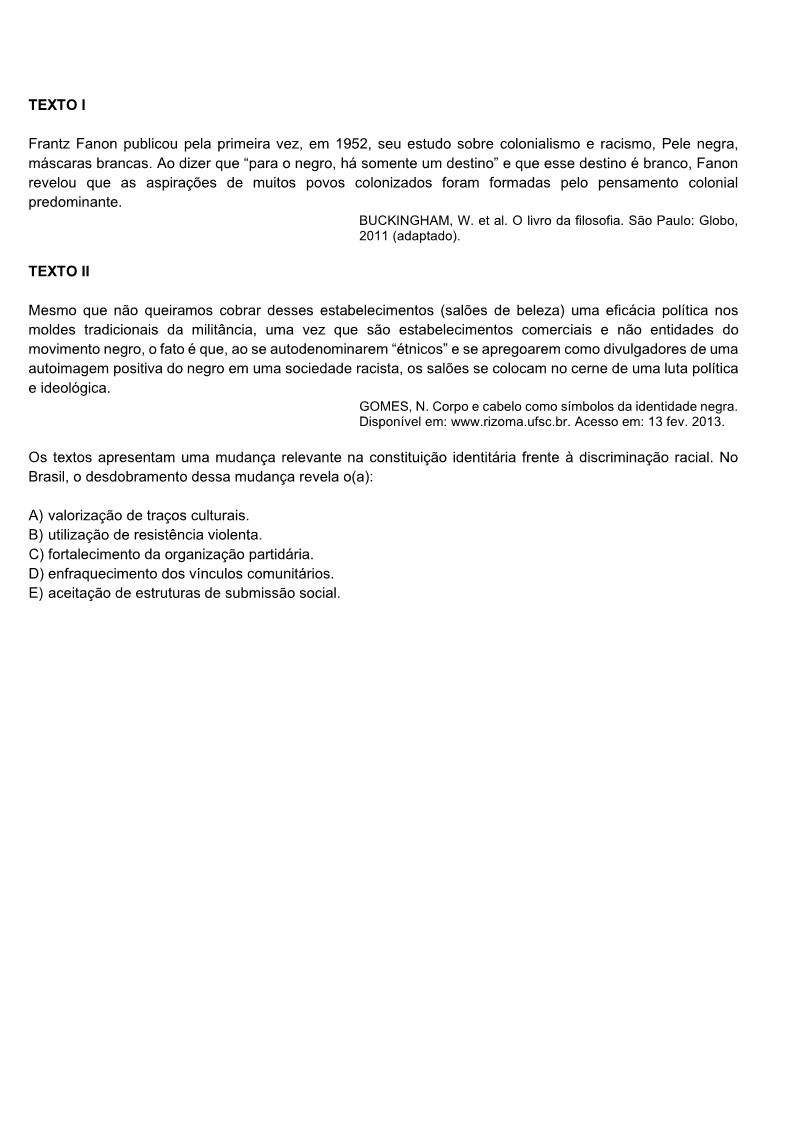 TEXTO I
Frantz Fanon publicou pela primeira vez, em 1952, seu estudo sobre colonialismo e racismo, Pele negra,
máscaras brancas. Ao dizer que “para o negro, há somente um destino” e que esse destino é branco, Fanon
revelou que as aspirações de muitos povos colonizados foram formadas pelo pensamento colonial
predominante.
BUCKINGHAM, W. et al. O livro da filosofia. São Paulo: Globo,
2011 (adaptado).
TEXTO II
Mesmo que não queiramos cobrar desses estabelecimentos (salões de beleza) uma eficácia política nos
moldes tradicionais da militância, uma vez que são estabelecimentos comerciais e não entidades do
movimento negro, o fato é que, ao se autodenominarem “étnicos” e se apregoarem como divulgadores de uma
autoimagem positiva do negro em uma sociedade racista, os salões se colocam no cerne de uma luta política
e ideológica.
GOMES, N. Corpo e cabelo como símbolos da identidade negra.
Disponível em: www.rizoma.ufsc.br. Acesso em: 13 fev. 2013.
Os textos apresentam uma mudança relevante na constituição identitária frente à discriminação racial. No
Brasil, o desdobramento dessa mudança revela o(a):
A) valorização de traços culturais.
B) utilização de resistência violenta.
C) fortalecimento da organização partidária.
D) enfraquecimento dos vínculos comunitários.
E) aceitação de estruturas de submissão social.